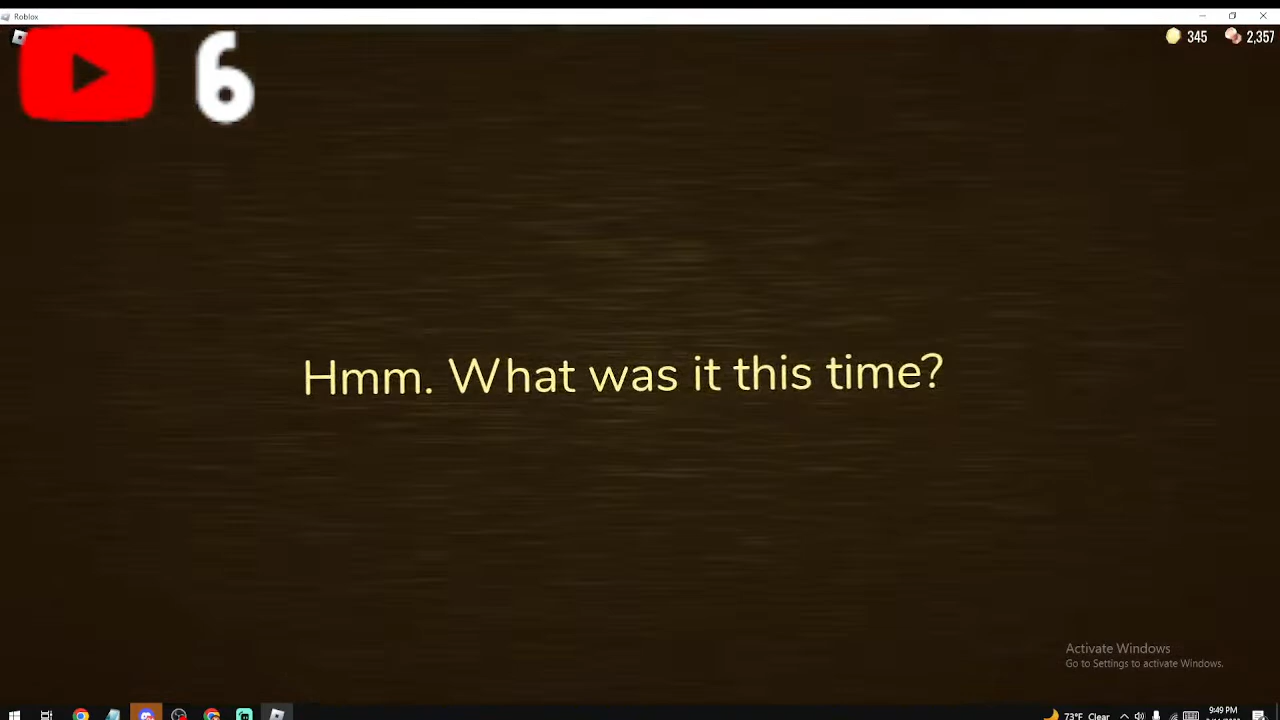 Roblox
345
2,357
6
Hmm. What was it this time?
Activate Windows
Go to Settings to activate Windows.
9:49 PM
73°F Clear